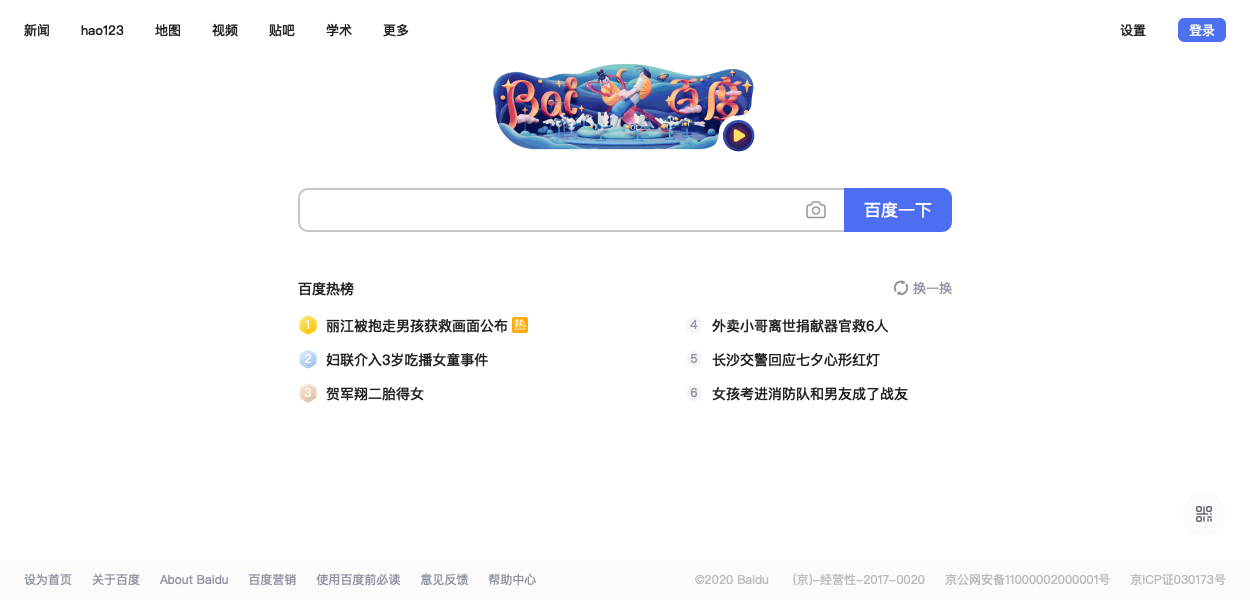 新闻 hao123 地图 视频 贴吧 学术 更多 设置 登录
Bai 百度
百度一下
百度热榜 换一换
1 丽江被抱走男孩获救画面公布 热
2 妇联介入3岁吃播女童事件
3 贺军翔二胎得女
4 外卖小哥离世捐献器官救6人
5 长沙交警回应七夕心形红灯
6 女孩考进消防队和男友成了战友
设为首页 关于百度 About Baidu 百度营销 使用百度前必读 意见反馈 帮助中心 ©2020 Baidu (京)-经营性-2017-0020 京公网安备11000002000001号 京ICP证030173号